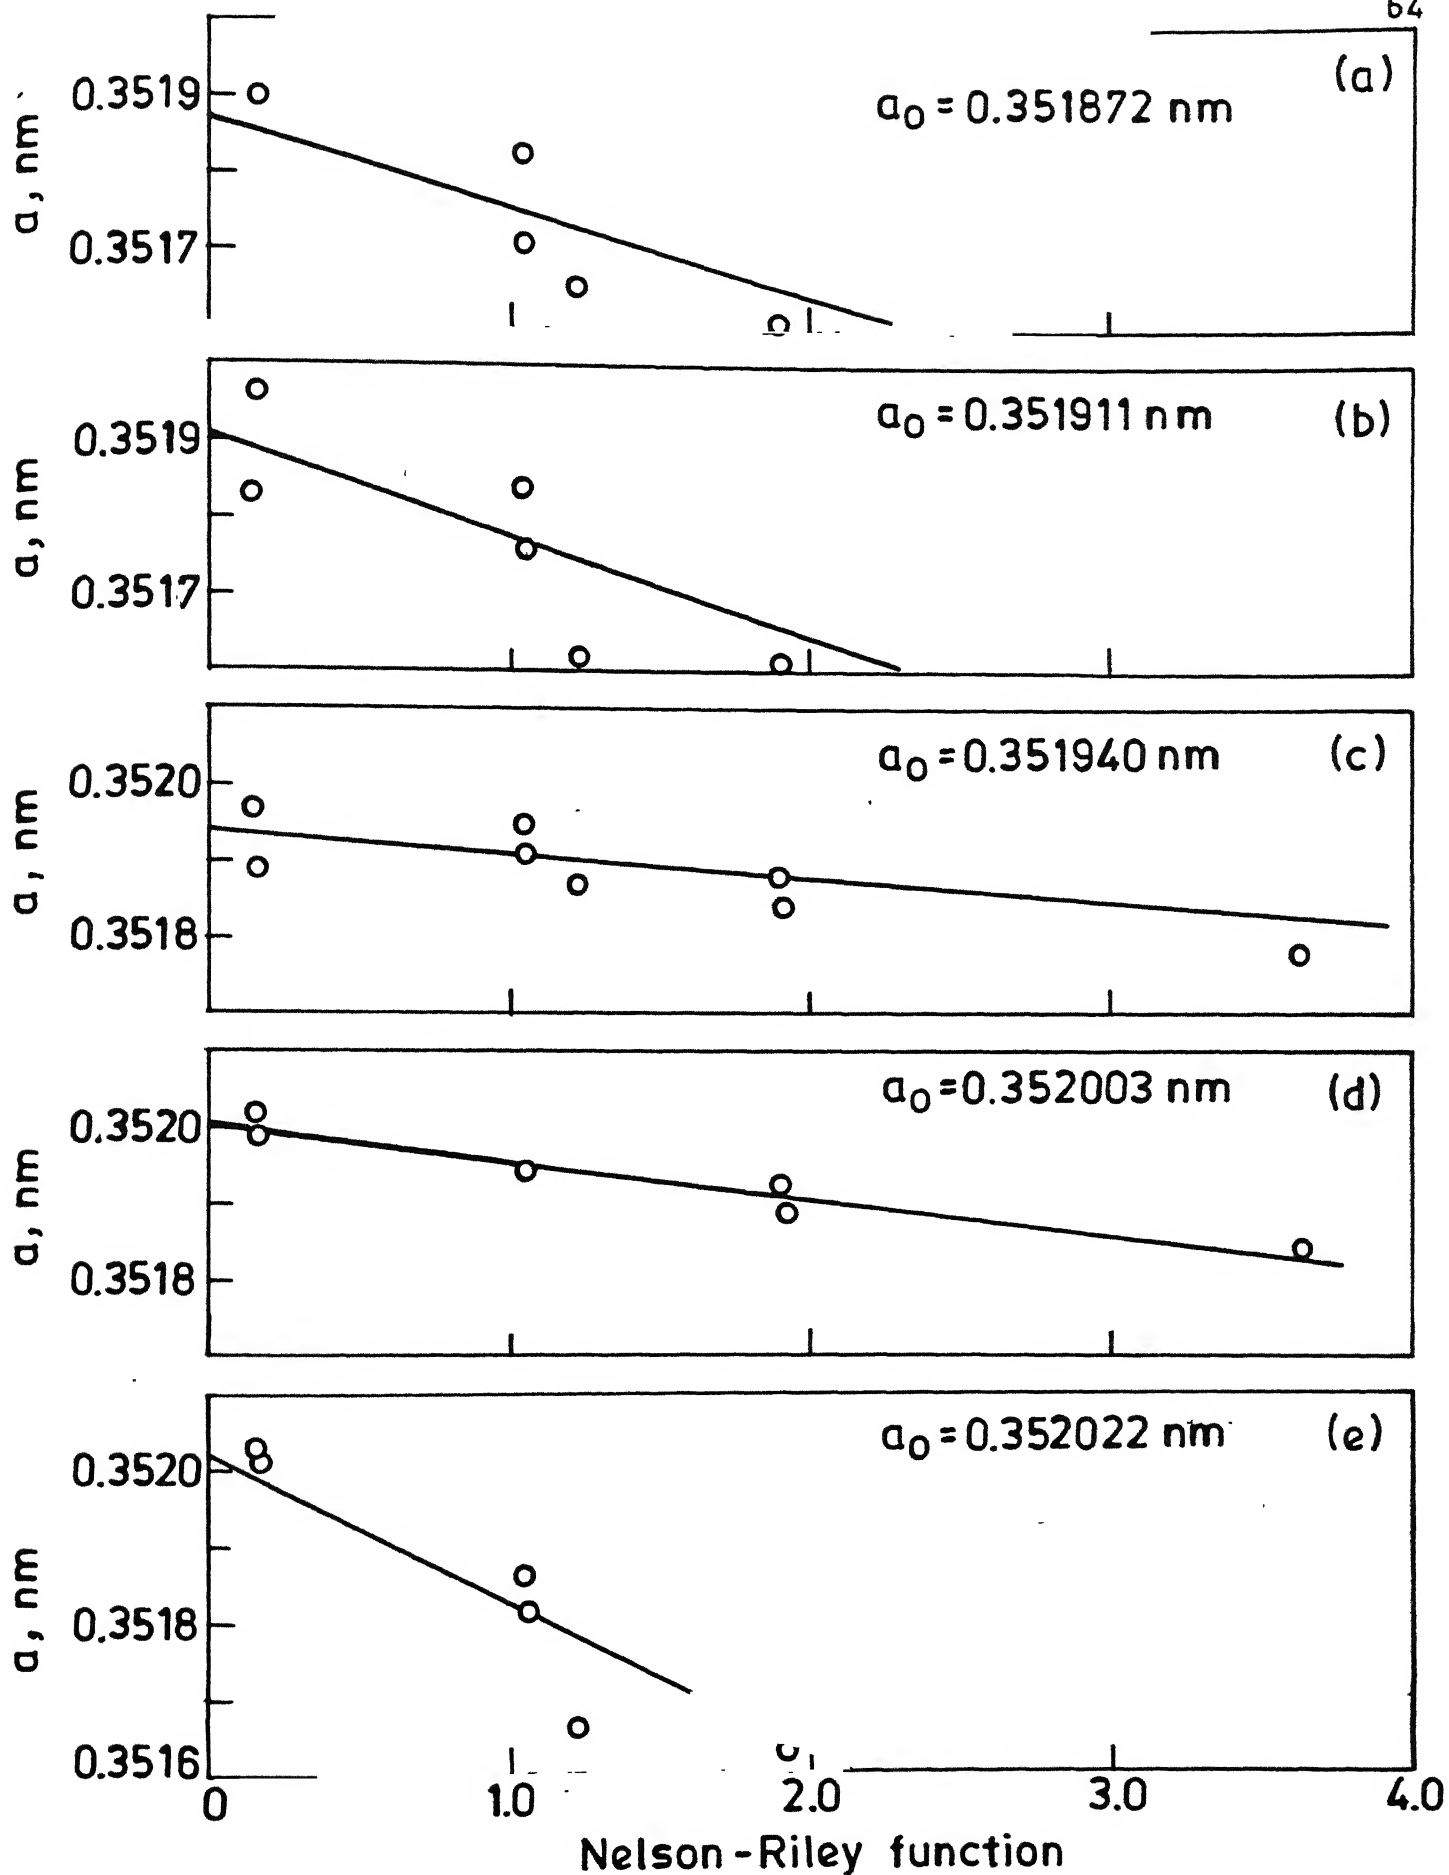 64
(a)
a₀ = 0.351872 nm
0.3519
0.3517
a, nm
(b)
a₀ = 0.351911 nm
0.3519
0.3517
a, nm
(c)
a₀ = 0.351940 nm
0.3520
0.3518
a, nm
(d)
a₀ = 0.352003 nm
0.3520
0.3518
a, nm
(e)
a₀ = 0.352022 nm
0.3520
0.3518
0.3516
a, nm
0 1.0 2.0 3.0 4.0
Nelson-Riley function